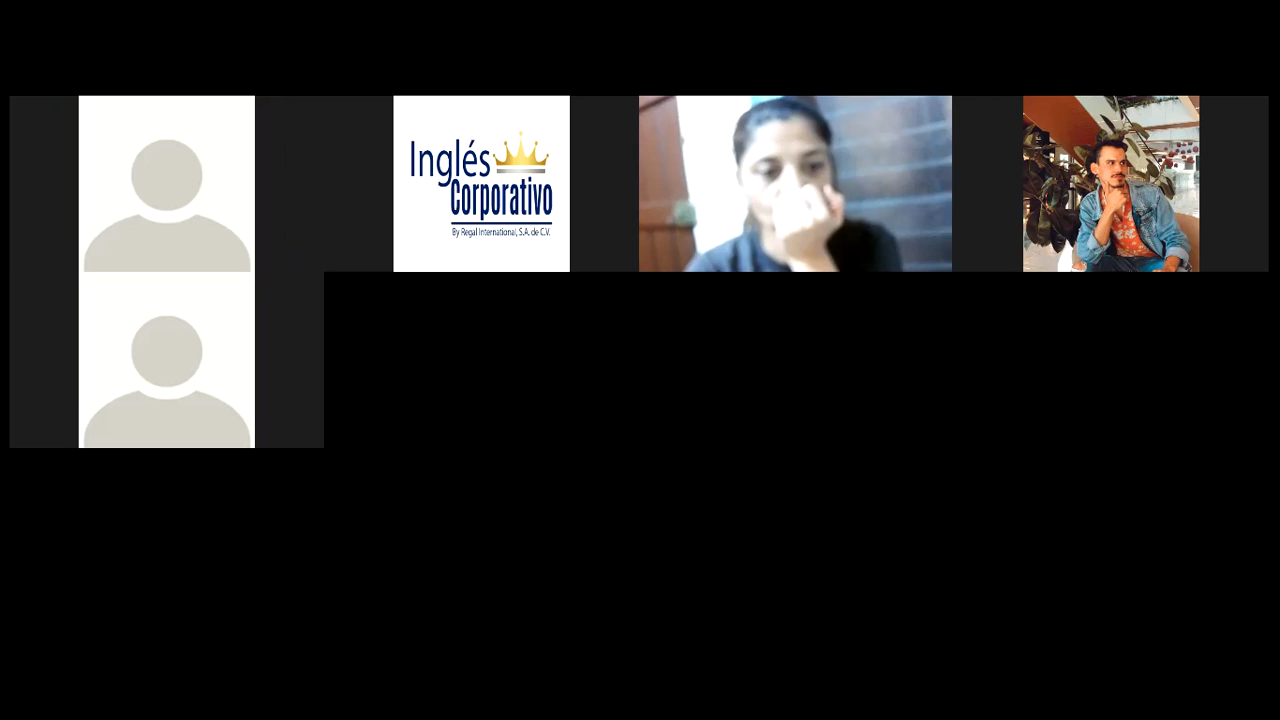 Inglés
Corporativo
By Regal International, S.A. de C.V.